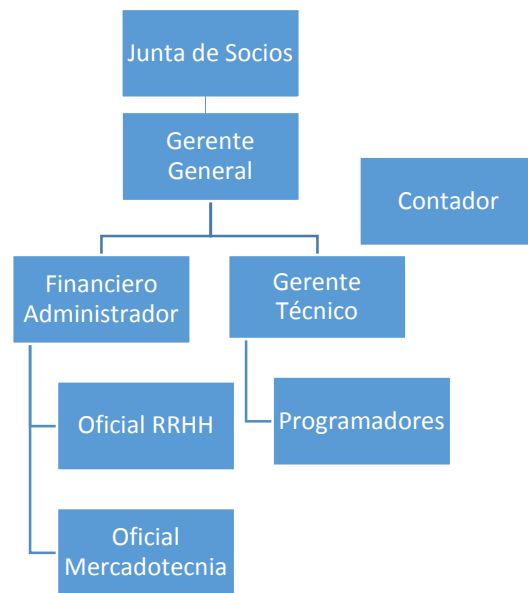 Junta de Socios
Gerente
General
Contador
Financiero
Administrador
Gerente
Técnico
Oficial RRHH
Programadores
Oficial
Mercadotecnia